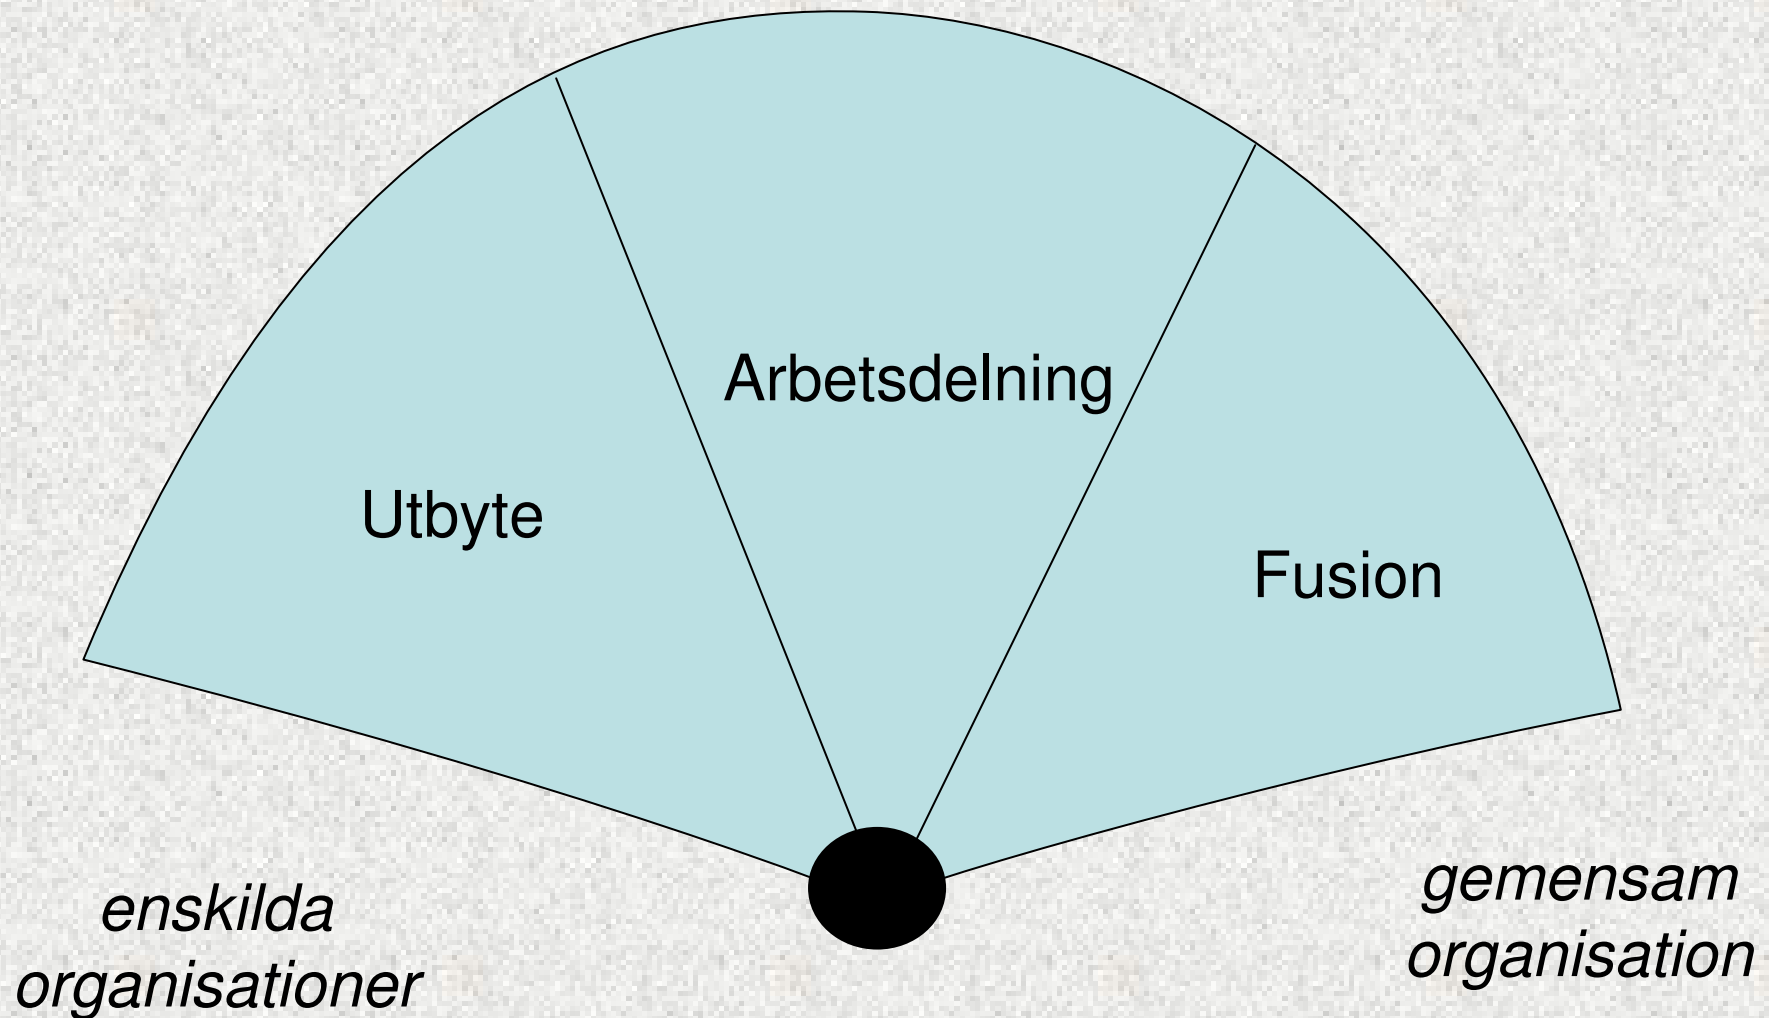 Arbetsdelning
Utbyte
Fusion
enskilda
organisationer
gemensam
organisation